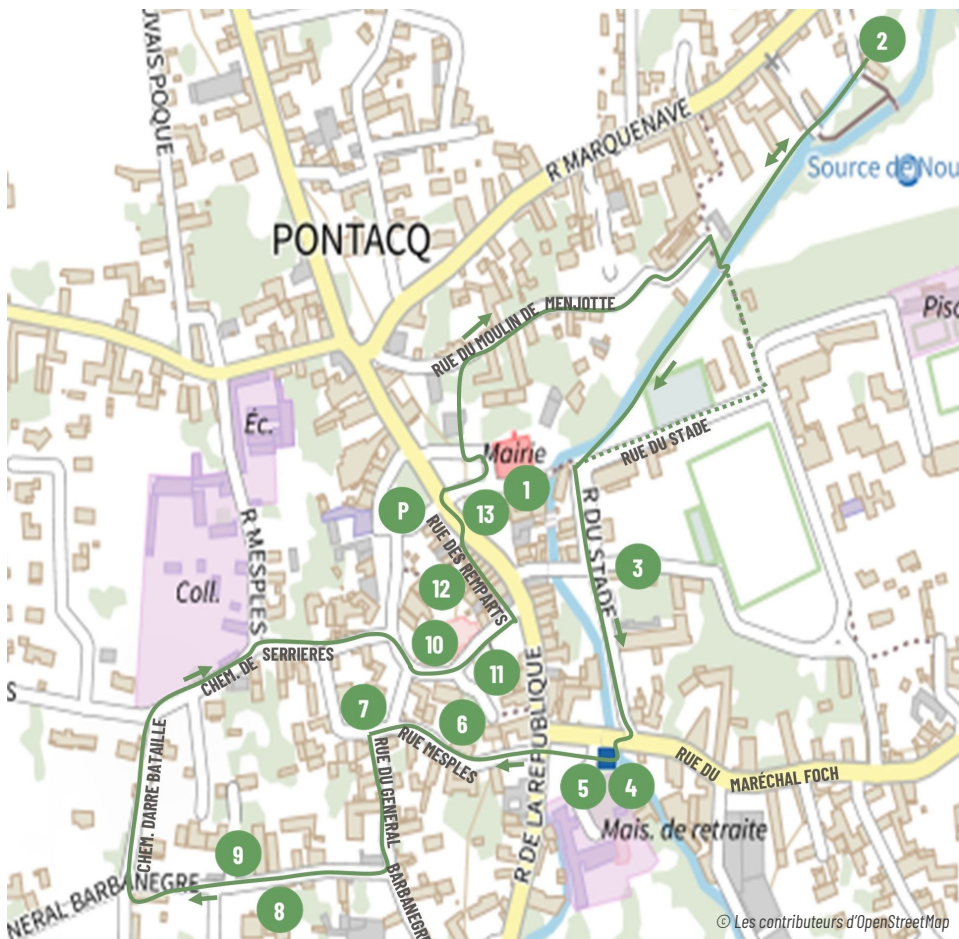 UVAIS POQUE
2
R MARQUENAVE
Source de Nou
PONTACQ
RUE DU MOULIN DE MENJOTTE
Pisc
Éc.
Mairie
RUE DU STADE
1
P
13
R MESPLES
RUE DES REMPARTS
R DU STADE
3
Coll.
12
10
CHEM. DE SERRIERES
11
S
7
6
R DE LA REPUBLIQUE
RUE MESPLES
RUE DU MARÉCHAL FOCH
CHEM. DARRE BATAILLE
RUE DU GENERAL BARBANEGRE
5
4
Mais. de retraite
9
NERAL BARBANEGRE
8
© Les contributeurs d'OpenStreetMap